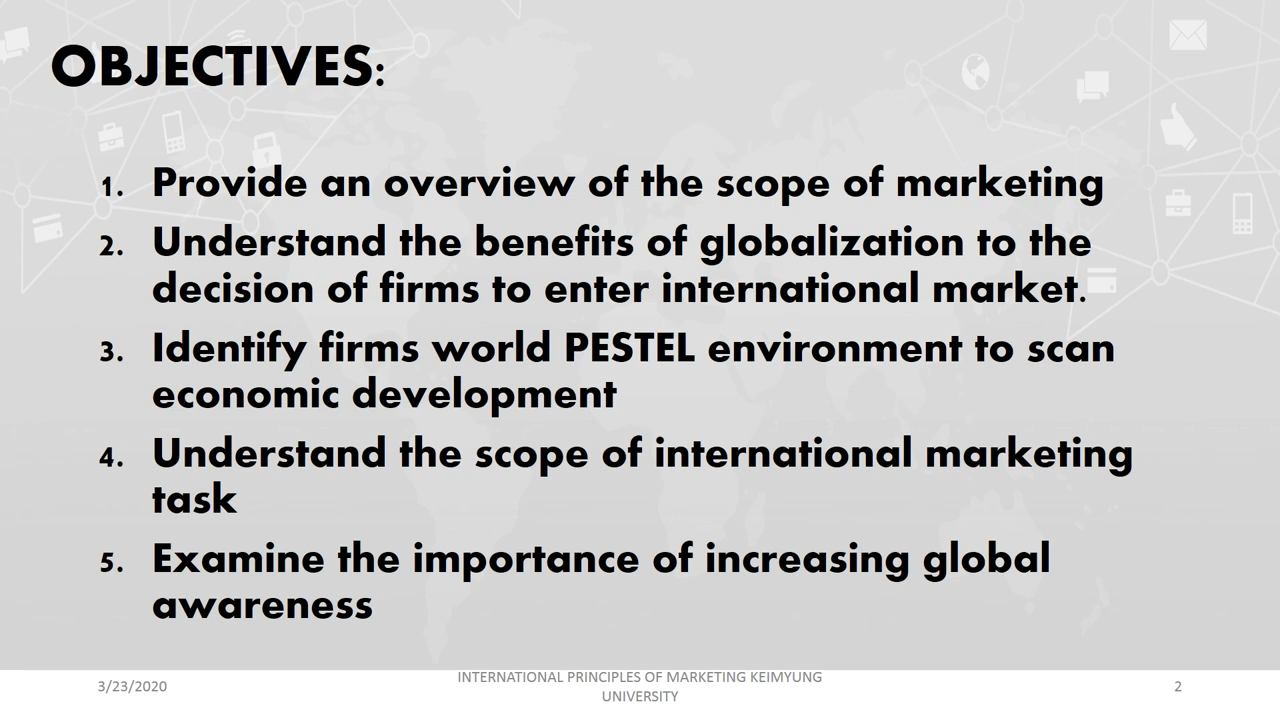 OBJECTIVES:
1. Provide an overview of the scope of marketing
2. Understand the benefits of globalization to the
decision of firms to enter international market.
3. Identify firms world PESTEL environment to scan
economic development
4. Understand the scope of international marketing
task
5. Examine the importance of increasing global
awareness
3/23/2020
INTERNATIONAL PRINCIPLES OF MARKETING KEIMYUNG
UNIVERSITY
2